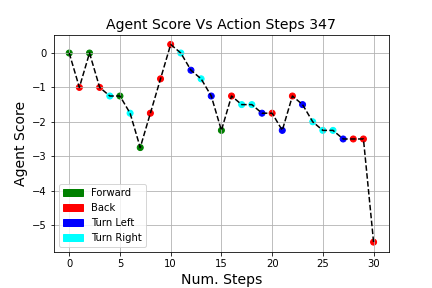 Agent Score Vs Action Steps 347
Agent Score
0
−1
−2
−3
−4
−5
Forward
Back
Turn Left
Turn Right
0 5 10 15 20 25 30
Num. Steps